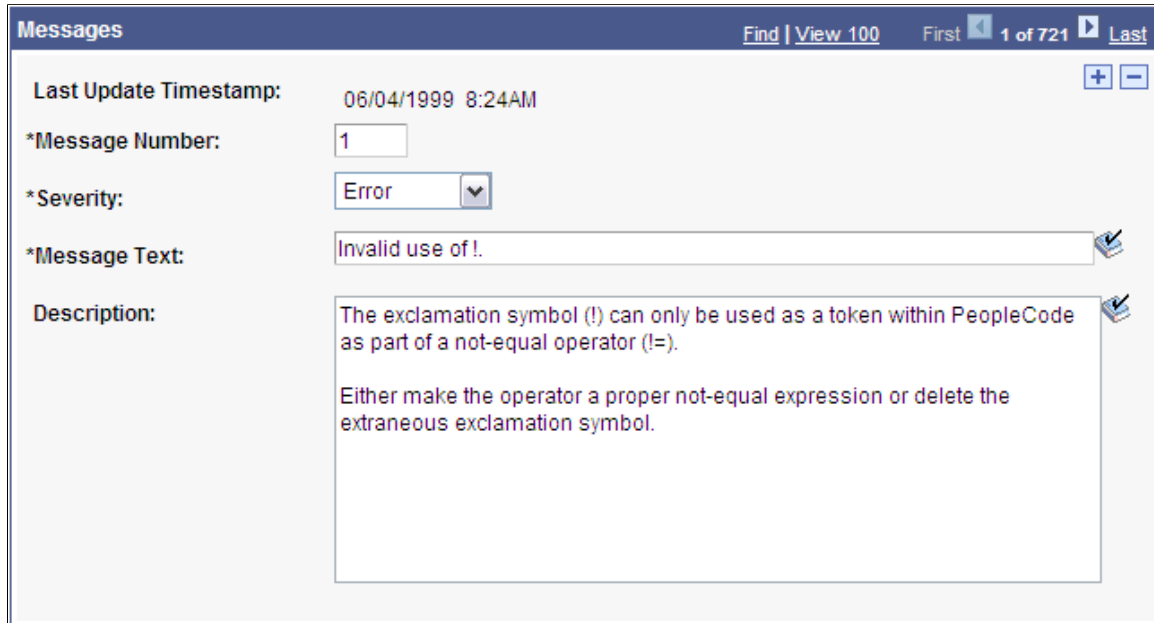 Messages Find | View 100 First 1 of 721 Last
Last Update Timestamp: 06/04/1999 8:24AM
*Message Number: 1
*Severity: Error
*Message Text: Invalid use of !.
Description: The exclamation symbol (!) can only be used as a token within PeopleCode
as part of a not-equal operator (!=).
Either make the operator a proper not-equal expression or delete the
extraneous exclamation symbol.